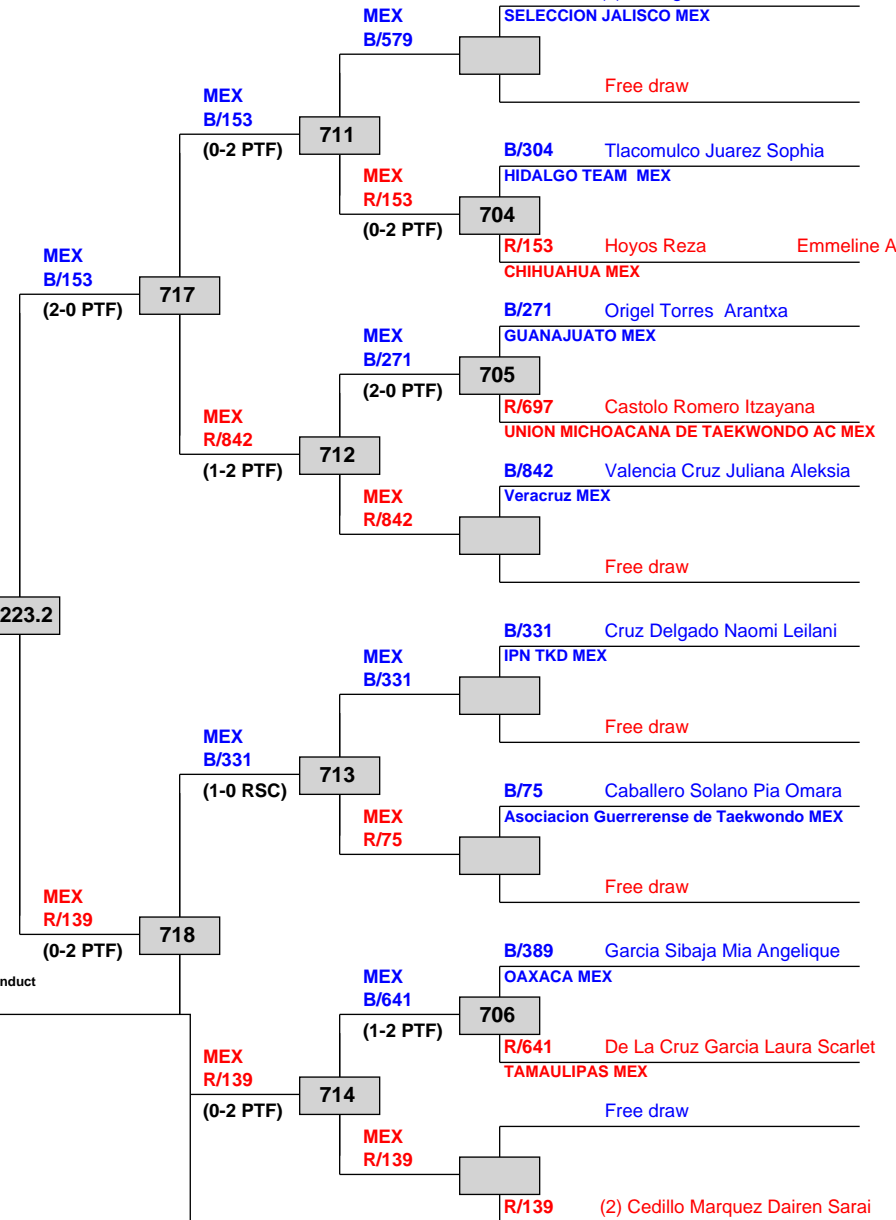 MEX
B/579
SELECCION JALISCO MEX
Free draw
MEX
B/153
(0-2 PTF)
711
B/304 Tlacomulco Juarez Sophia
HIDALGO TEAM MEX
MEX
R/153
(0-2 PTF)
704
R/153 Hoyos Reza Emmeline A
CHIHUAHUA MEX
MEX
B/153
(2-0 PTF)
717
B/271 Origel Torres Arantxa
GUANAJUATO MEX
MEX
B/271
(2-0 PTF)
705
R/697 Castolo Romero Itzayana
UNION MICHOACANA DE TAEKWONDO AC MEX
MEX
R/842
(1-2 PTF)
712
B/842 Valencia Cruz Juliana Aleksia
Veracruz MEX
MEX
R/842
Free draw
223.2
B/331 Cruz Delgado Naomi Leilani
IPN TKD MEX
MEX
B/331
Free draw
MEX
B/331
(1-0 RSC)
713
B/75 Caballero Solano Pia Omara
Asociacion Guerrerense de Taekwondo MEX
MEX
R/75
Free draw
MEX
R/139
(0-2 PTF)
718
nduct
B/389 Garcia Sibaja Mia Angelique
OAXACA MEX
MEX
B/641
(1-2 PTF)
706
R/641 De La Cruz Garcia Laura Scarlet
TAMAULIPAS MEX
MEX
R/139
(0-2 PTF)
714
Free draw
MEX
R/139
R/139 (2) Cedillo Marquez Dairen Sarai